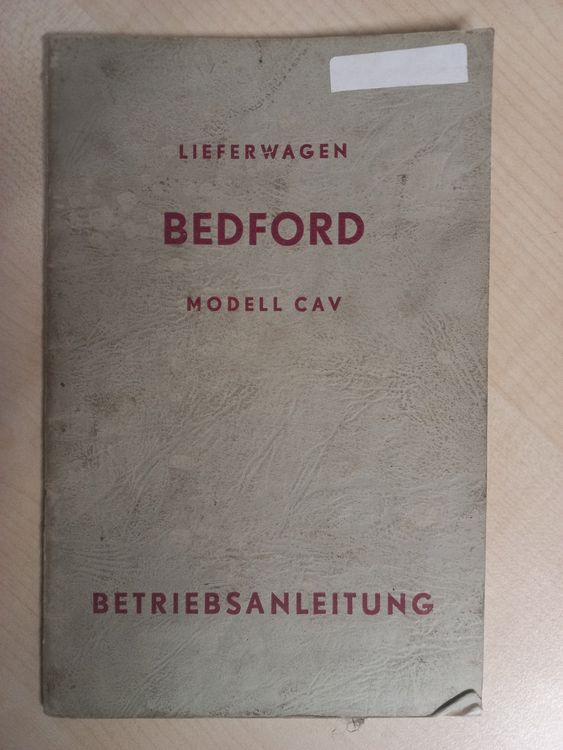 LIEFERWAGEN
BEDFORD
MODELL CAV
BETRIEBSANLEITUNG